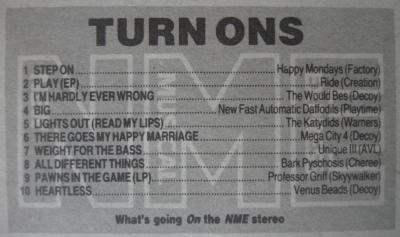 TURN ONS
1 STEP ON........Happy Mondays (Factory)
2 PLAY (EP)........Ride (Creation)
3 I'M HARDLY EVER WRONG........The Would Bes (Decoy)
4 BIG........New Fast Automatic Daffodils (Playtime)
5 LIGHTS OUT (READ MY LIPS)........The Katydids (Warners)
6 THERE GOES MY HAPPY MARRIAGE........Mega City 4 (Decoy)
7 WEIGHT FOR THE BASS........Unique III (AVL)
8 ALL DIFFERENT THINGS........Bark Pyschosis (Cheree)
9 PAWNS IN THE GAME (LP)........Professor Griff (Skyywalker)
10 HEARTLESS........Venus Beads (Decoy)
What's going On the NME stereo